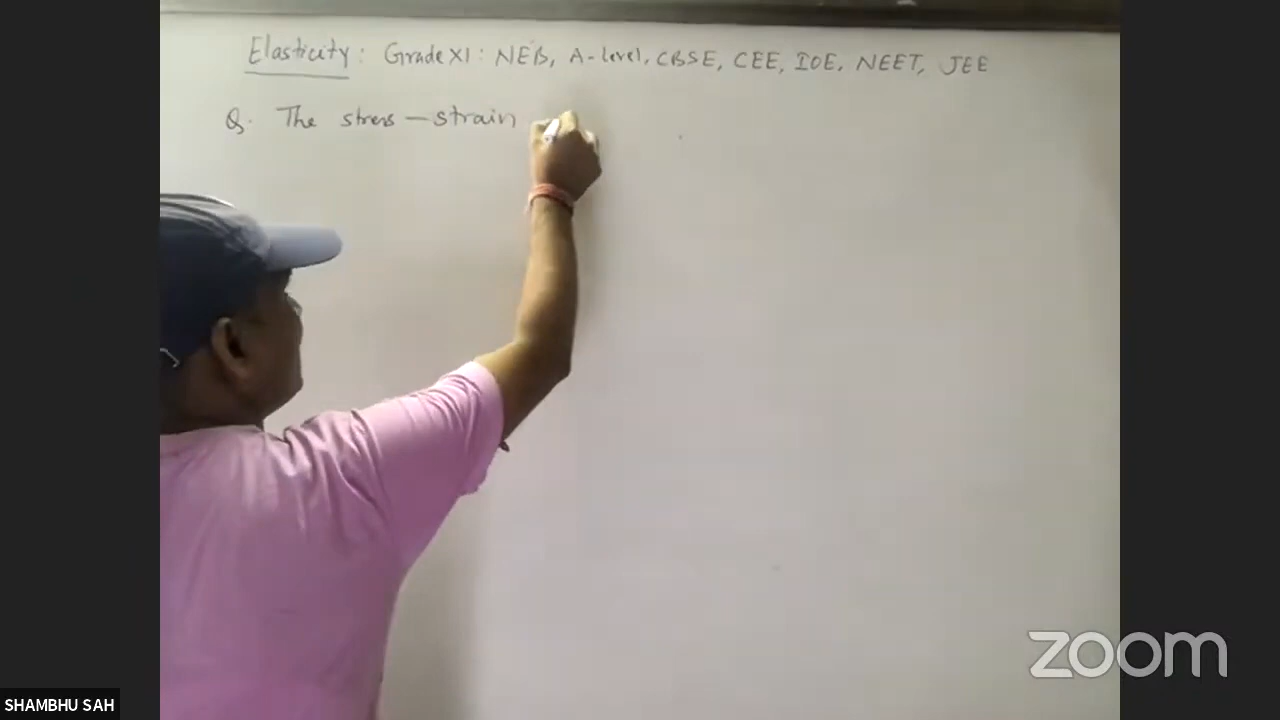 Elasticity: Grade XI: NEB, A-level, CBSE, CEE, IOE, NEET, JEE
Q. The stress-strain
zoom
SHAMBHU SAH